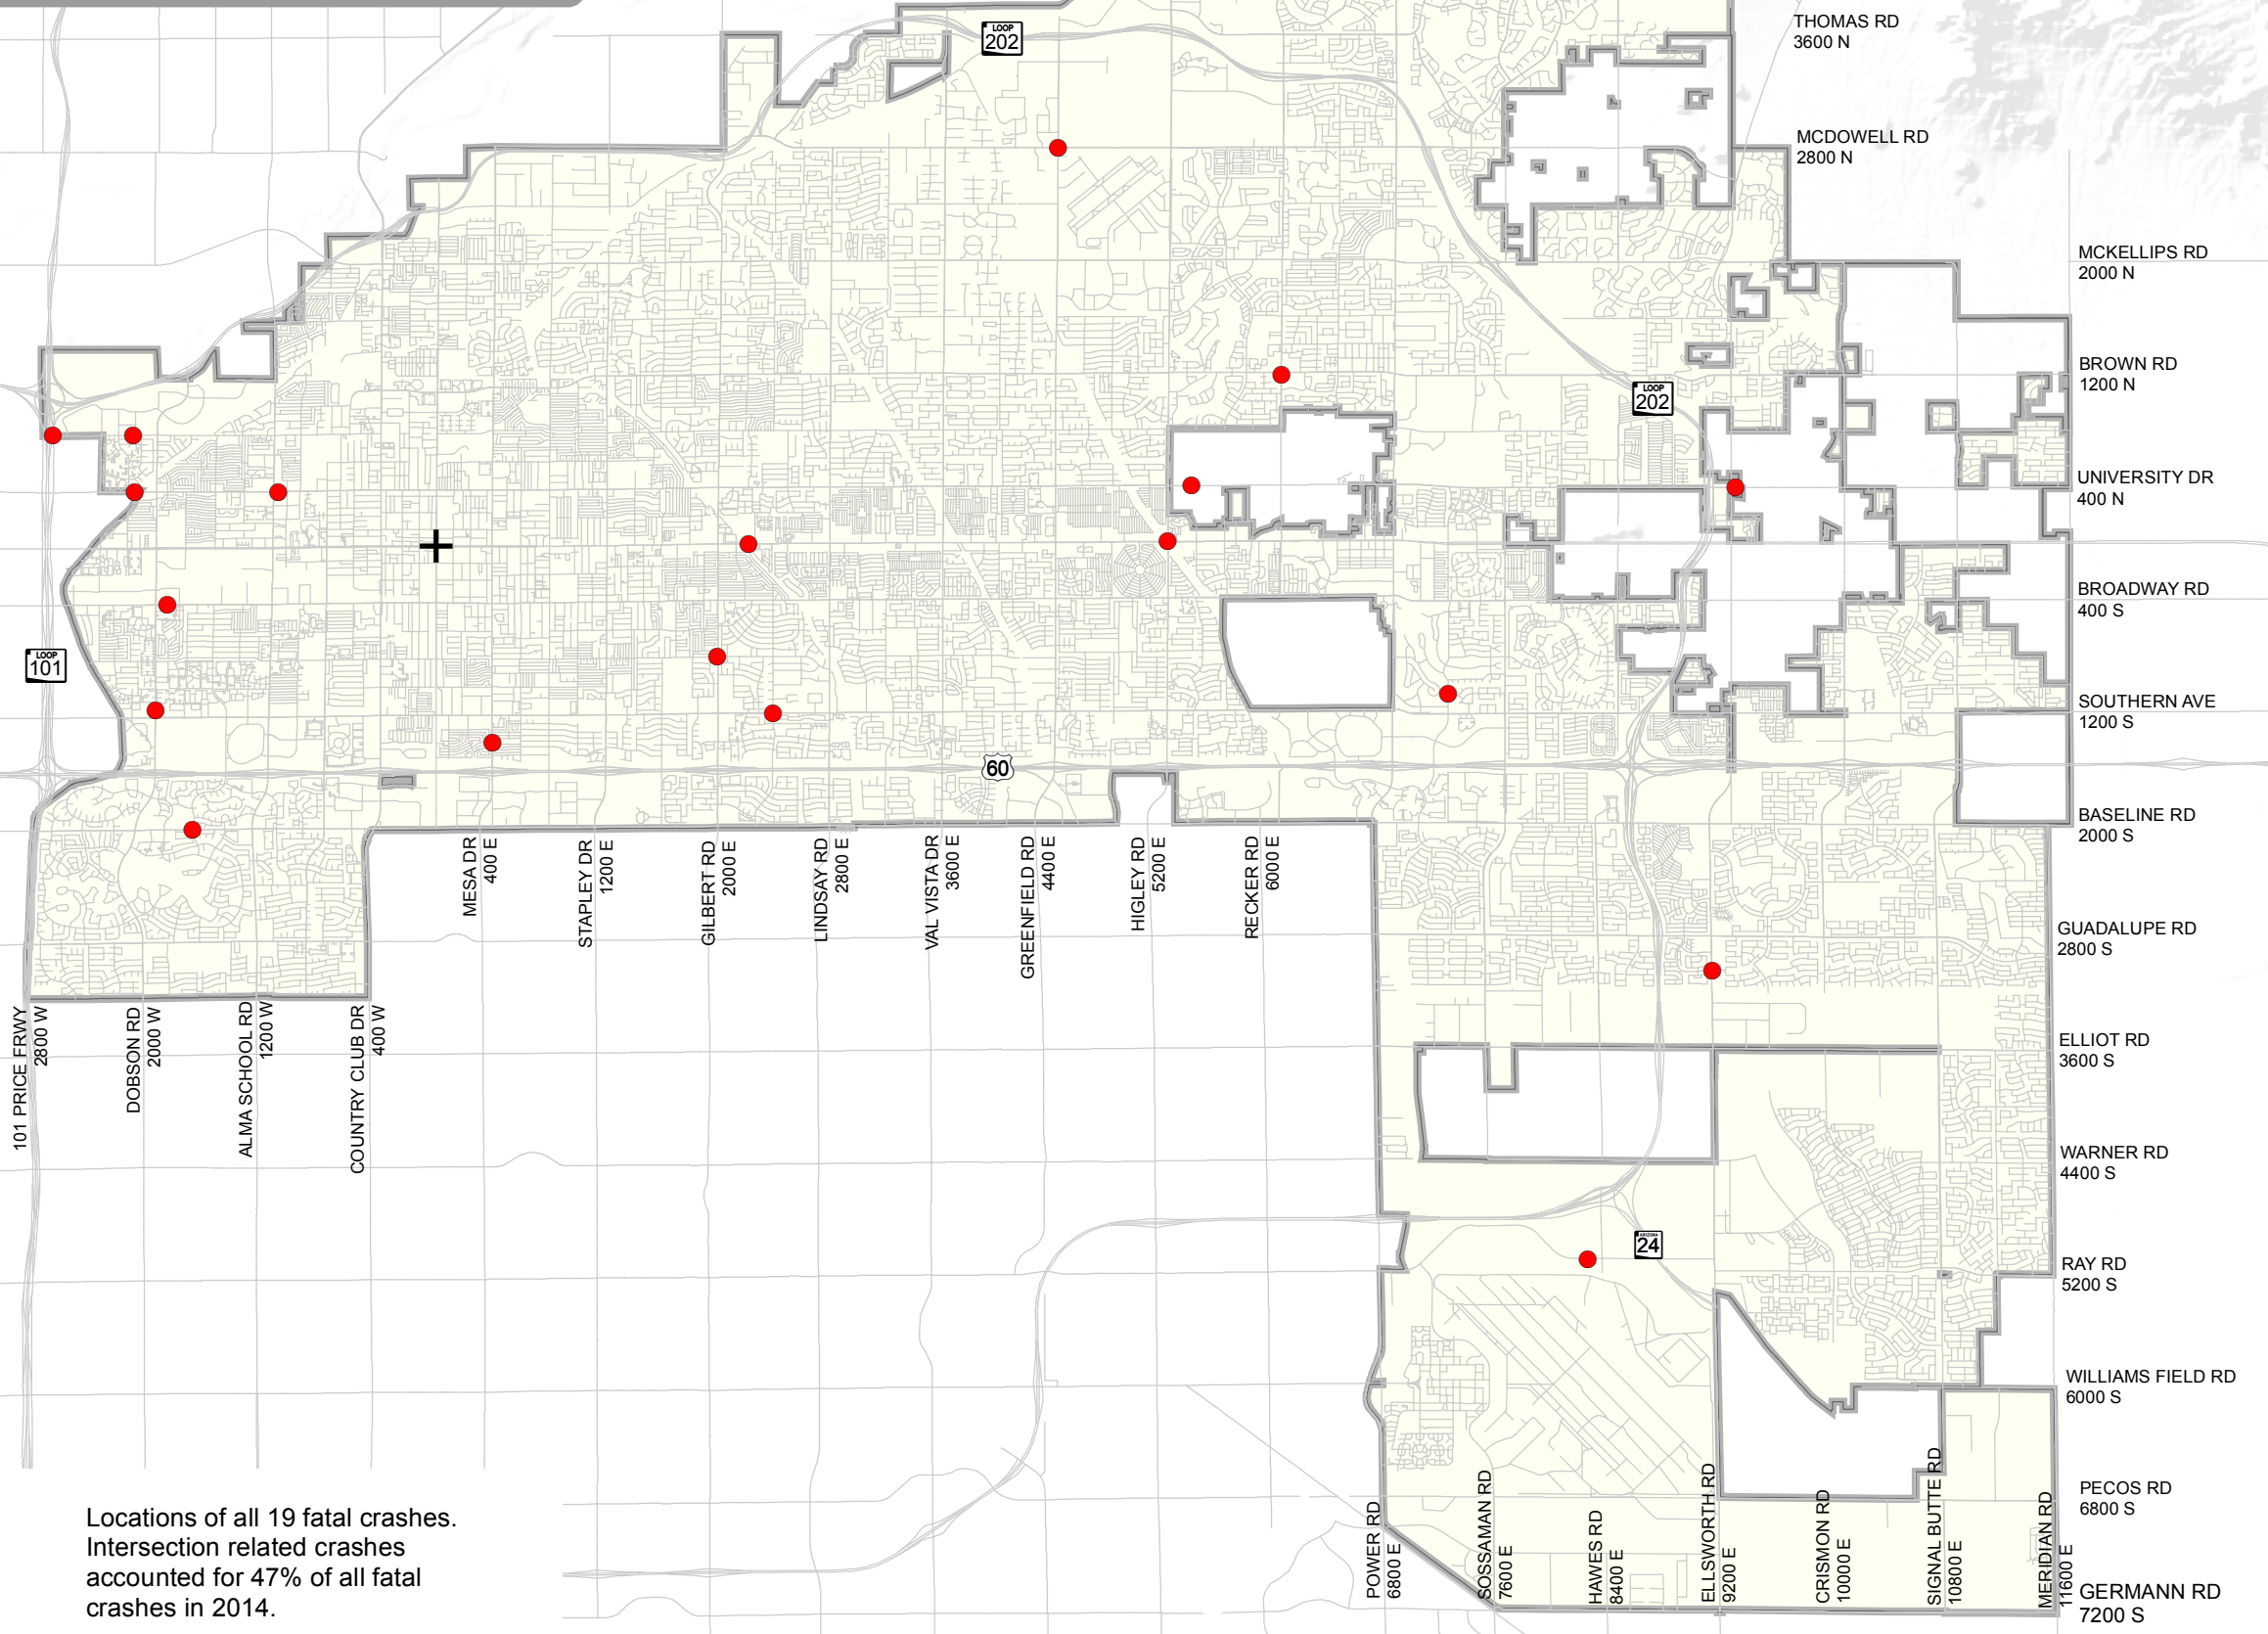 THOMAS RD
3600 N
LOOP
202
MCDOWELL RD
2800 N
MCKELLIPS RD
2000 N
BROWN RD
1200 N
LOOP
202
UNIVERSITY DR
400 N
BROADWAY RD
400 S
LOOP
101
SOUTHERN AVE
1200 S
60
BASELINE RD
2000 S
MESA DR
400 E
STAPLEY DR
1200 E
GILBERT RD
2000 E
LINDSAY RD
2800 E
VAL VISTA DR
3600 E
GREENFIELD RD
4400 E
HIGLEY RD
5200 E
RECKER RD
6000 E
GUADALUPE RD
2800 S
101 PRICE FRWY
2800 W
DOBSON RD
2000 W
ALMA SCHOOL RD
1200 W
COUNTRY CLUB DR
400 W
ELLIOT RD
3600 S
WARNER RD
4400 S
ARIZONA
24
RAY RD
5200 S
WILLIAMS FIELD RD
6000 S
PECOS RD
6800 S
POWER RD
6800 E
SOSSAMAN RD
7600 E
HAWES RD
8400 E
ELLSWORTH RD
9200 E
CRISMON RD
10000 E
SIGNAL BUTTE RD
10800 E
MERIDIAN RD
11600 E
GERMANN RD
7200 S
Locations of all 19 fatal crashes.
Intersection related crashes
accounted for 47% of all fatal
crashes in 2014.